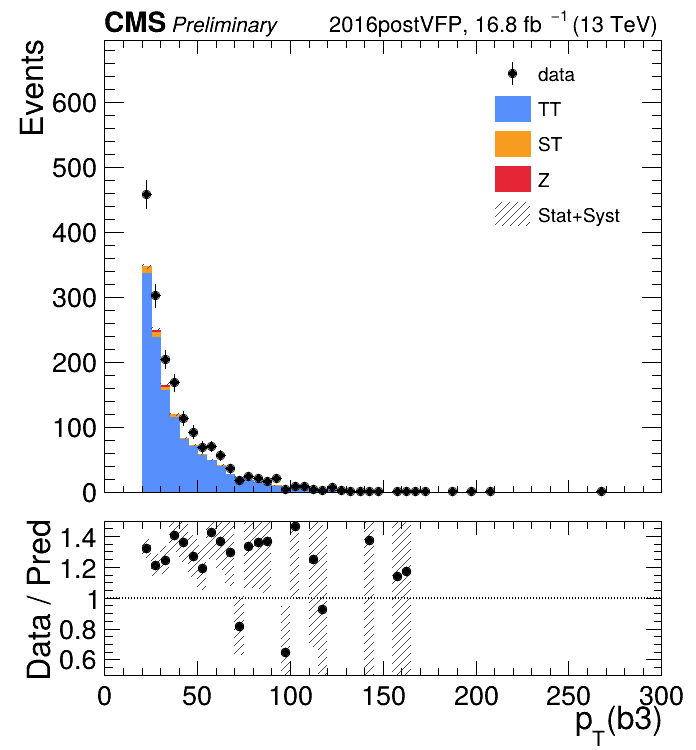 CMS Preliminary 2016postVFP, 16.8 fb ⁻¹ (13 TeV)
Events
600
500
400
300
200
100
0
data
TT
ST
Z
Stat+Syst
Data / Pred
1.4
1.2
1
0.8
0.6
0 50 100 150 200 250 300
p_T(b3)